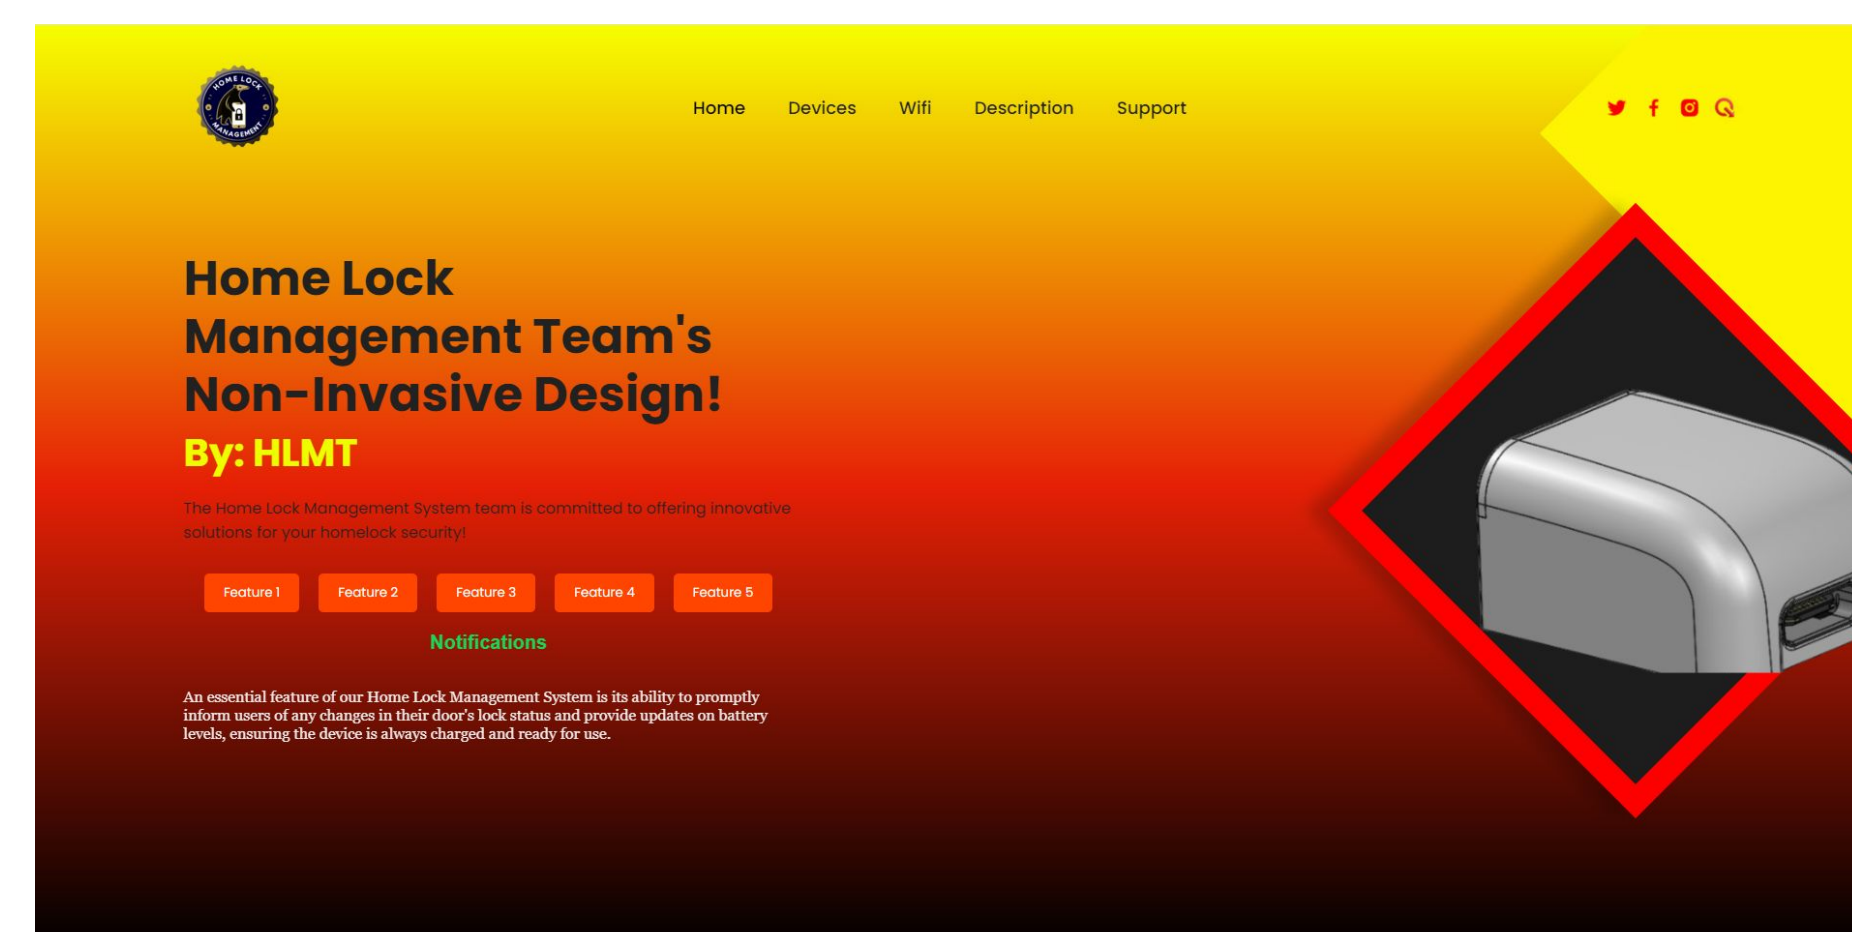 HOME LOCK
MANAGEMENT
Home Devices Wifi Description Support
Home Lock
Management Team's
Non-Invasive Design!
By: HLMT
The Home Lock Management System team is committed to offering innovative
solutions for your homelock security!
Feature 1 Feature 2 Feature 3 Feature 4 Feature 5
Notifications
An essential feature of our Home Lock Management System is its ability to promptly
inform users of any changes in their door's lock status and provide updates on battery
levels, ensuring the device is always charged and ready for use.